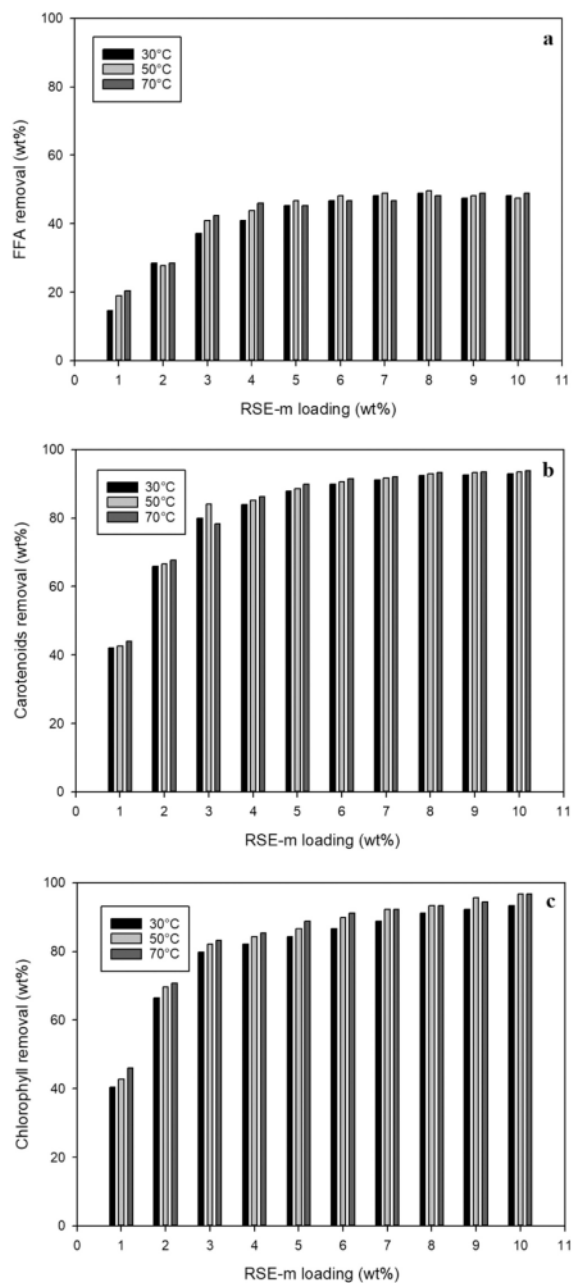 a
30°C
50°C
70°C
FFA removal (wt%)
100
80
60
40
20
0
0 1 2 3 4 5 6 7 8 9 10 11
RSE-m loading (wt%)
b
30°C
50°C
70°C
Carotenoids removal (wt%)
100
80
60
40
20
0
0 1 2 3 4 5 6 7 8 9 10 11
RSE-m loading (wt%)
c
30°C
50°C
70°C
Chlorophyll removal (wt%)
100
80
60
40
20
0
0 1 2 3 4 5 6 7 8 9 10 11
RSE-m loading (wt%)